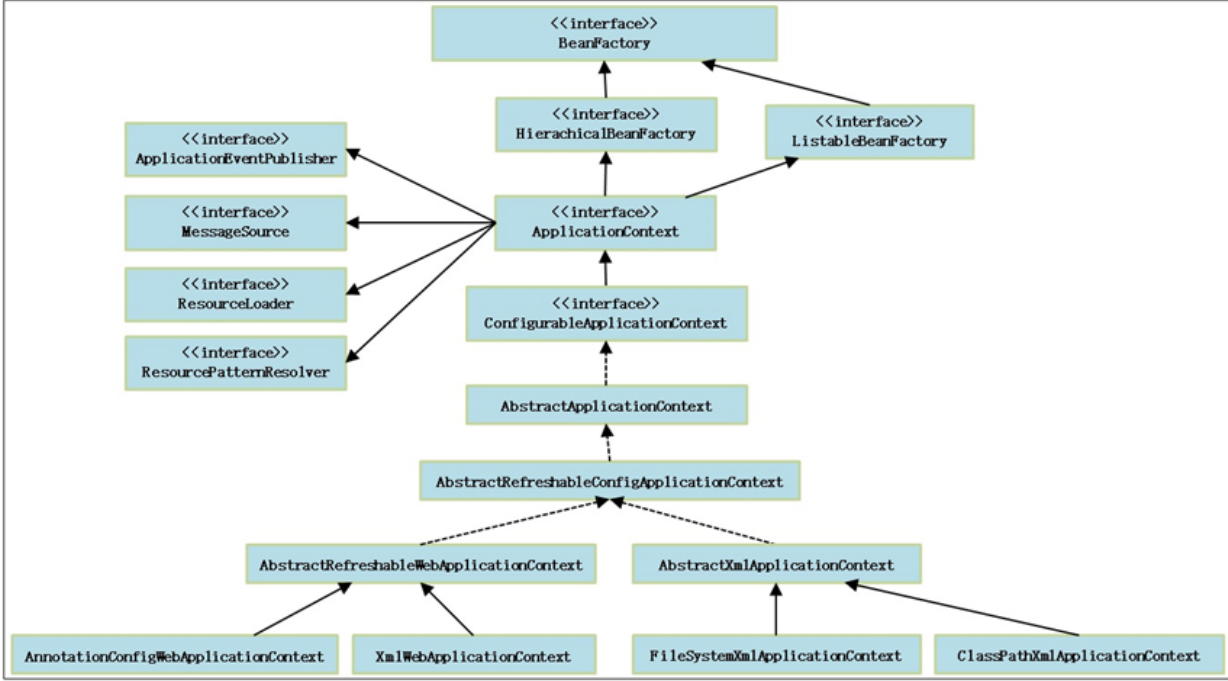 <<interface>>
BeanFactory
<<interface>>
HierachicalBeanFactory
<<interface>>
ListableBeanFactory
<<interface>>
ApplicationEventPublisher
<<interface>>
MessageSource
<<interface>>
ApplicationContext
<<interface>>
ResourceLoader
<<interface>>
ConfigurableApplicationContext
<<interface>>
ResourcePatternResolver
AbstractApplicationContext
AbstractRefreshableConfigApplicationContext
AbstractRefreshableWebApplicationContext
AbstractXmlApplicationContext
AnnotationConfigWebApplicationContext
XmlWebApplicationContext
FileSystemXmlApplicationContext
ClassPathXmlApplicationContext